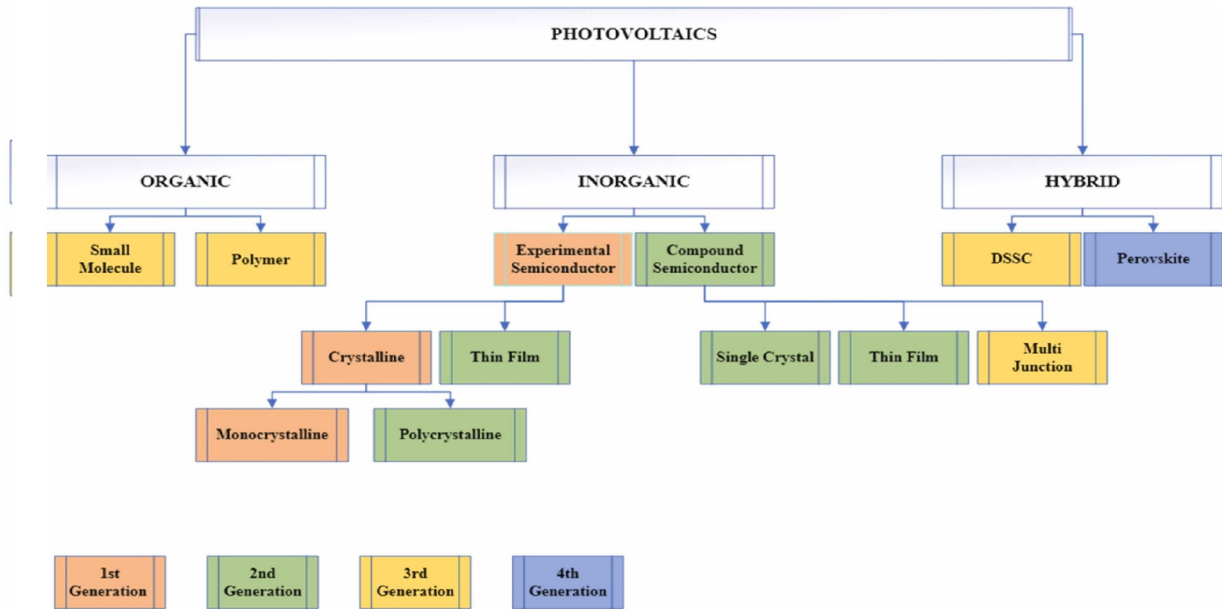 PHOTOVOLTAICS
ORGANIC
INORGANIC
HYBRID
Small
Molecule
Polymer
Experimental
Semiconductor
Compound
Semiconductor
DSSC
Perovskite
Crystalline
Thin Film
Single Crystal
Thin Film
Multi
Junction
Monocrystalline
Polycrystalline
1st
Generation
2nd
Generation
3rd
Generation
4th
Generation